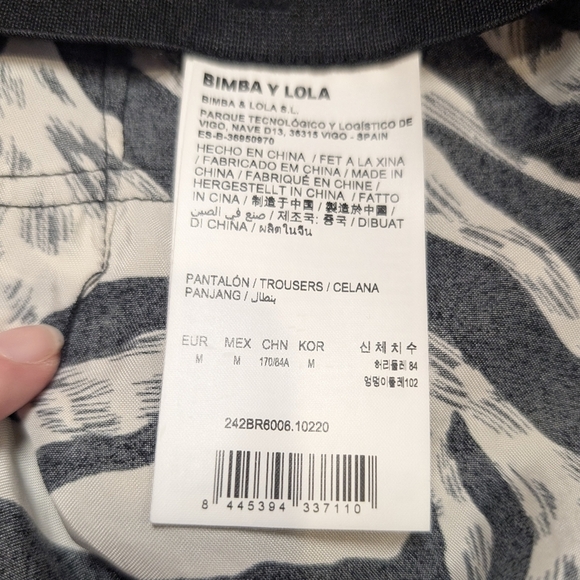 BIMBA Y LOLA
BIMBA & LOLA S.L.
PARQUE TECNOLÓGICO Y LOGÍSTICO DE
VIGO, NAVE D13, 36315 VIGO - SPAIN
ES-B-36950970
HECHO EN CHINA / FET A LA XINA
/ FABRICADO EM CHINA / MADE IN
CHINA / FABRIQUÉ EN CHINE /
HERGESTELLT IN CHINA / FATTO
IN CINA / 制造于中国 / 製造於中國 /
صنع في الصين / 제조국: 중국 / DIBUAT
DI CHINA / ผลิตในจีน
PANTALÓN / TROUSERS / CELANA
PANJANG / بنطال
EUR MEX CHN KOR 신체치수
M M 170/84A M 허리둘레 84
엉덩이둘레102
242BR6006.10220
8 445394 337110